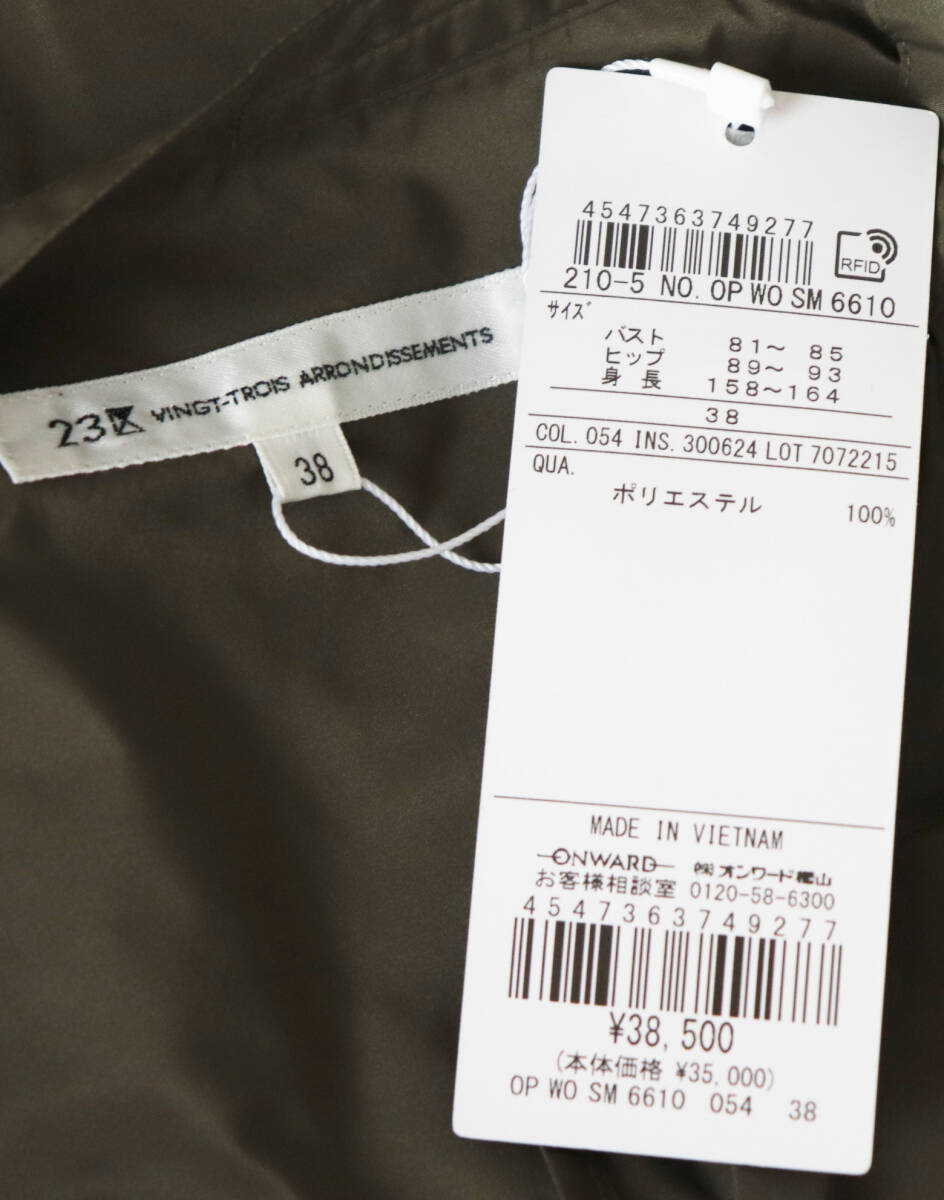 23区 VINGT-TROIS ARRONDISSEMENTS
38
4547363749277
RFID
210-5 NO. OP WO SM 6610
サイズ
バスト 81～ 85
ヒップ 89～ 93
身長 158～164
38
COL. 054 INS. 300624 LOT 7072215
QUA.
ポリエステル 100%
MADE IN VIETNAM
ONWARD ㈱オンワード樫山
お客様相談室 0120-58-6300
4547363749277
¥38,500
(本体価格 ¥35,000)
OP WO SM 6610 054 38